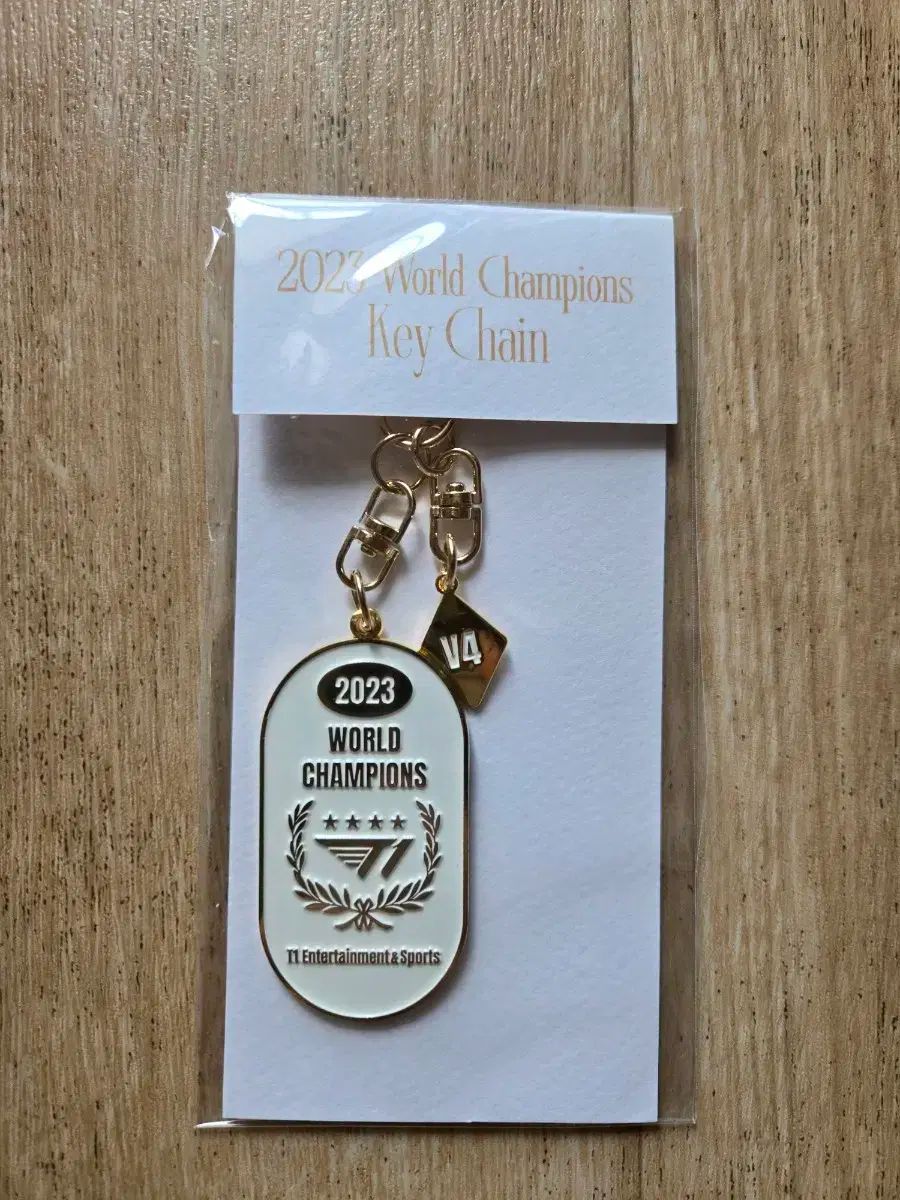 2023 World Champions
Key Chain
V4
2023
WORLD
CHAMPIONS
T1
T1 Entertainment & Sports